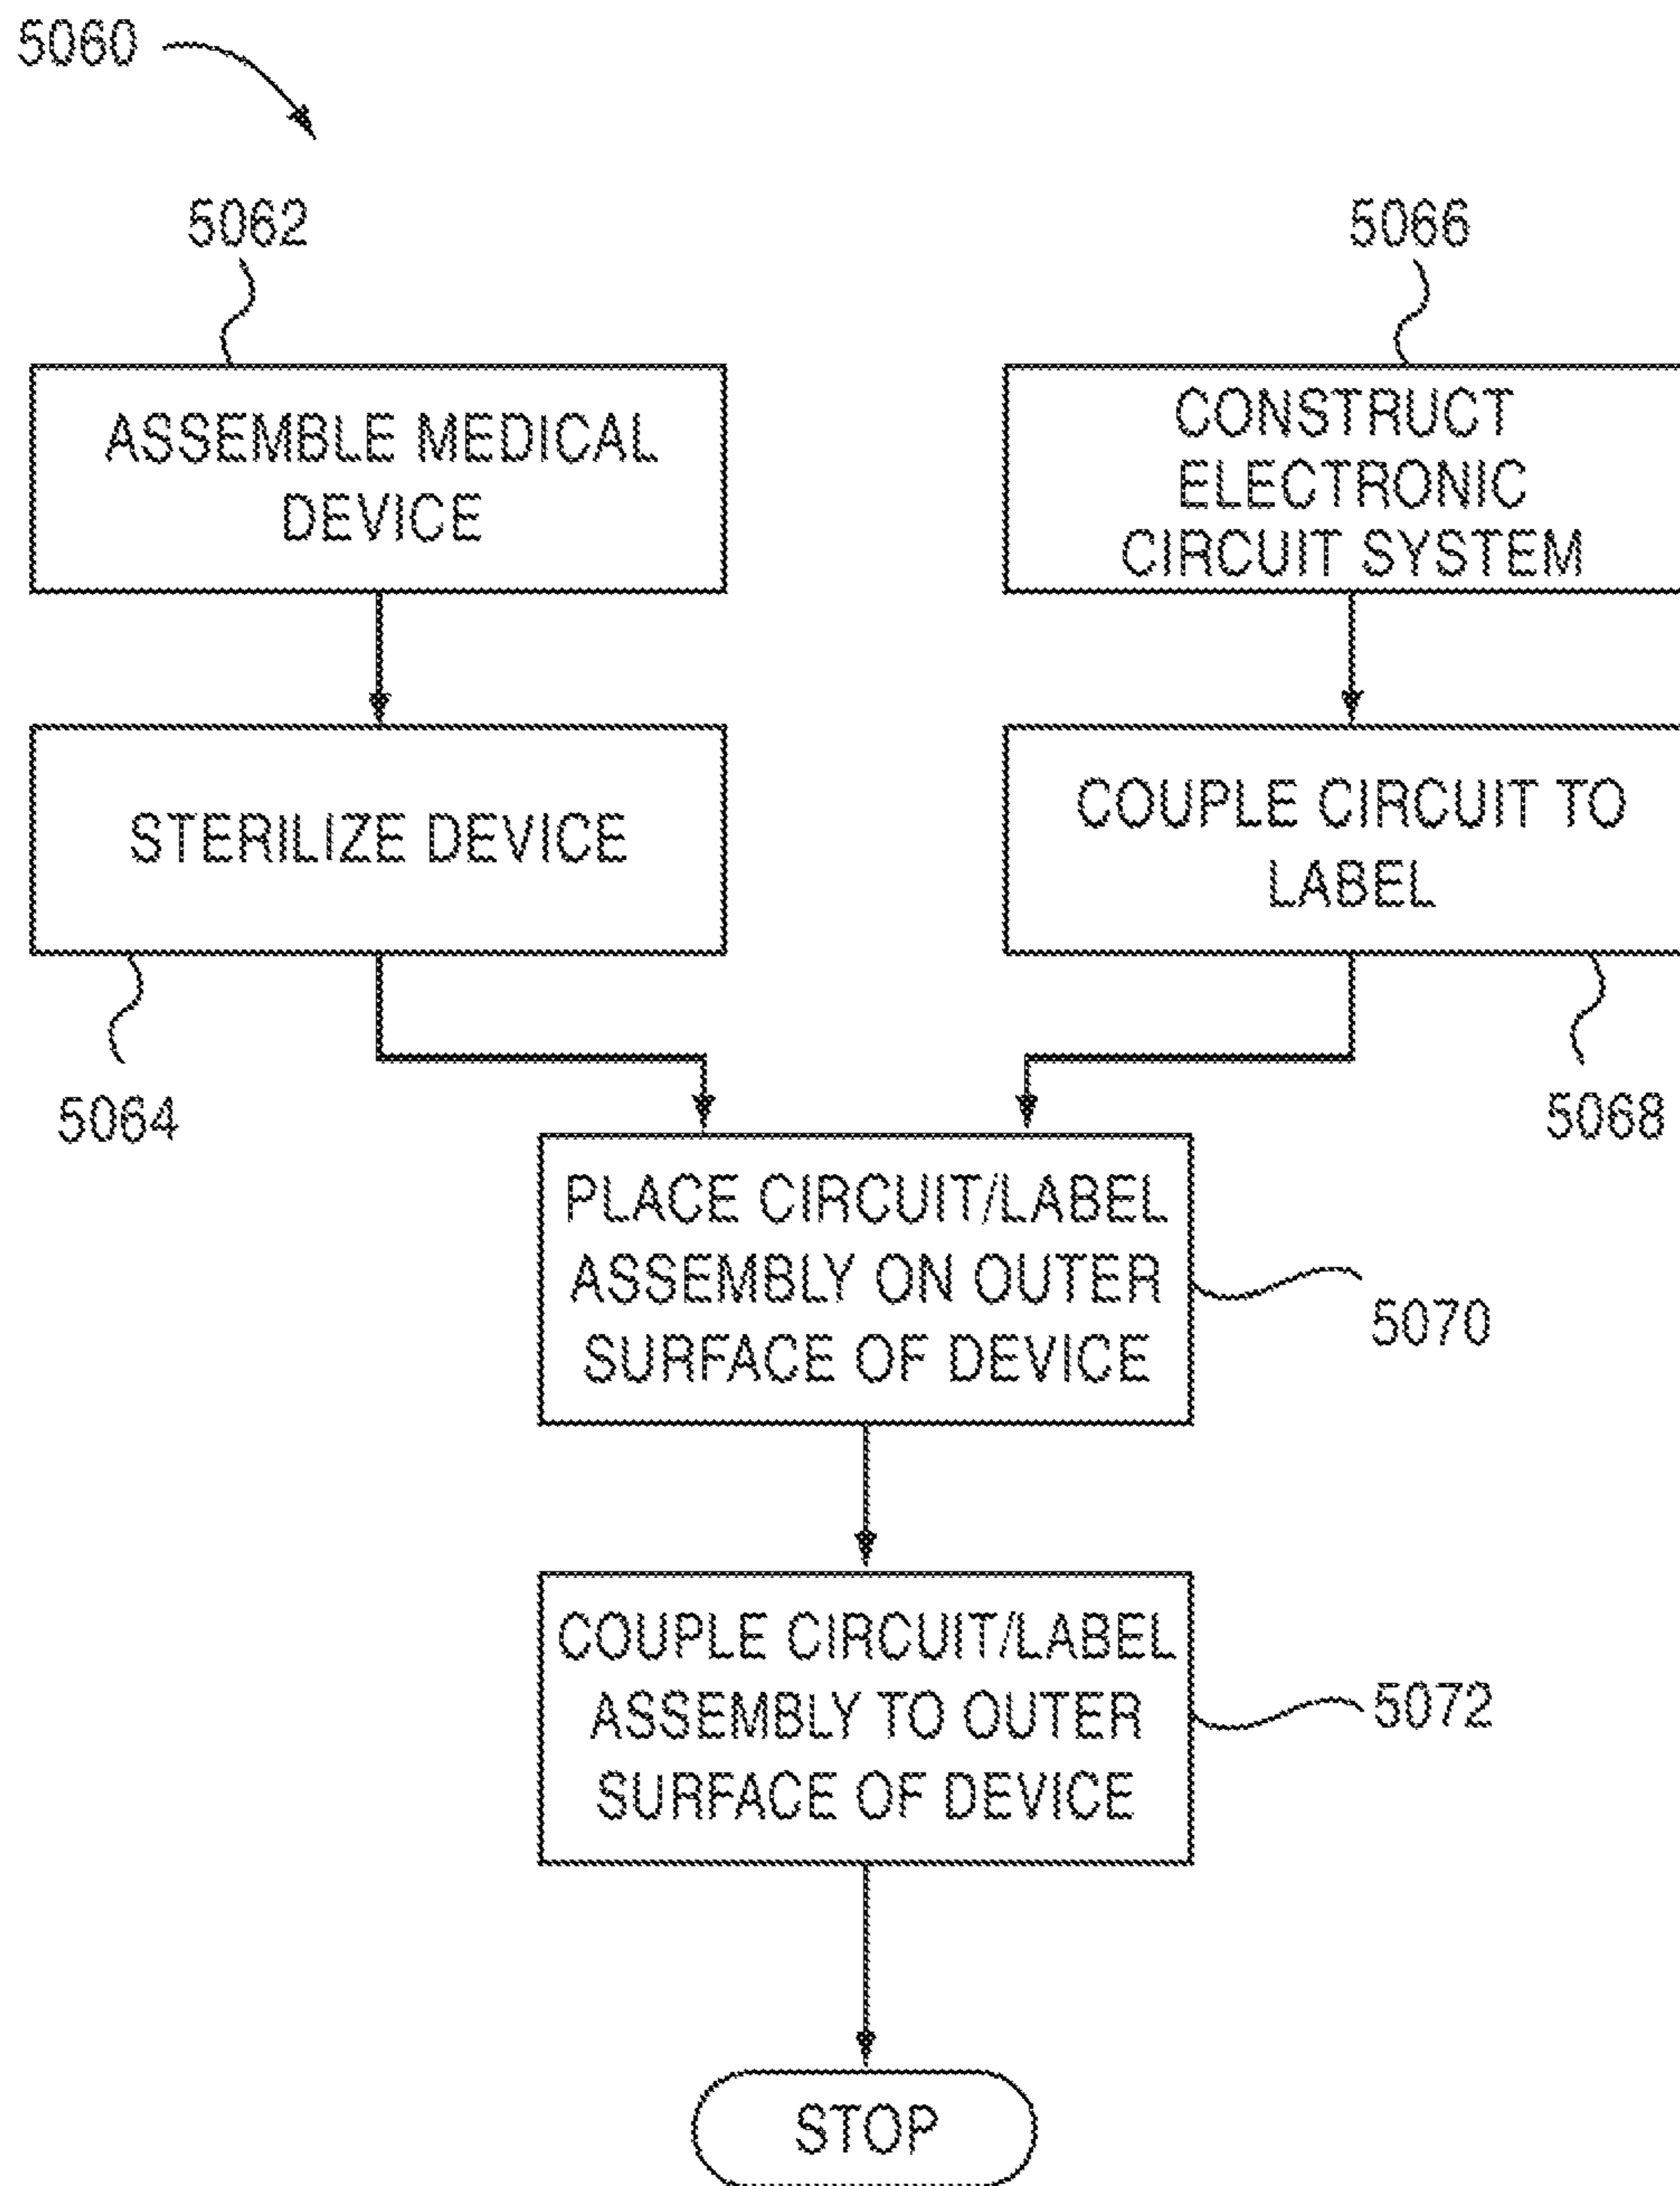 5060
5062
5066
ASSEMBLE MEDICAL
DEVICE
CONSTRUCT
ELECTRONIC
CIRCUIT SYSTEM
STERILIZE DEVICE
COUPLE CIRCUIT TO
LABEL
5064
5068
PLACE CIRCUIT/LABEL
ASSEMBLY ON OUTER
SURFACE OF DEVICE
5070
COUPLE CIRCUIT/LABEL
ASSEMBLY TO OUTER
SURFACE OF DEVICE
5072
STOP